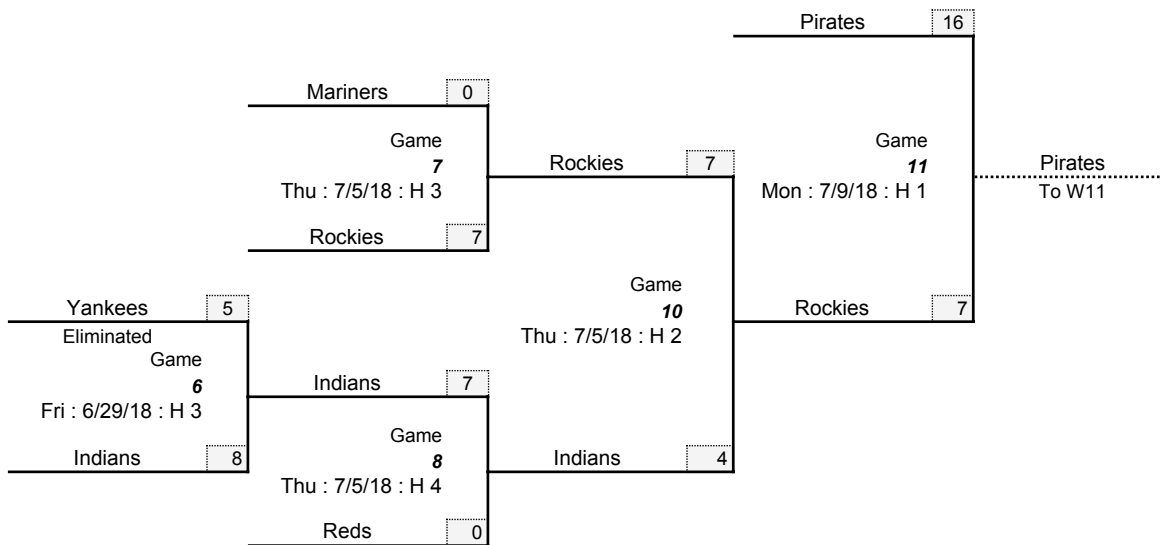 Pirates 16
Mariners 0
Game
7
Thu : 7/5/18 : H 3
Rockies 7
Rockies 7
Game
11
Mon : 7/9/18 : H 1
Pirates
To W11
Yankees 5
Eliminated
Game
6
Fri : 6/29/18 : H 3
Indians 8
Game
10
Thu : 7/5/18 : H 2
Rockies 7
Indians 7
Game
8
Thu : 7/5/18 : H 4
Indians 4
Reds 0